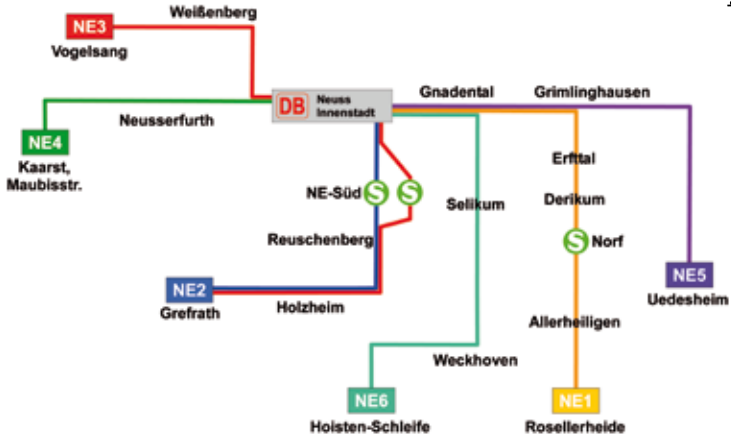 Weißenberg
NE3
Vogelsang
DB Neuss
Innenstadt
Gnadental
Grimlinghausen
Neusserfurth
NE4
Kaarst,
Maubisstr.
Erfttal
NE-Süd
S
S
Selikum
Derikum
Reuschenberg
S
Norf
NE5
Uedesheim
NE2
Grefrath
Holzheim
Allerheiligen
Weckhoven
NE6
Hoisten-Schleife
NE1
Rosellerheide